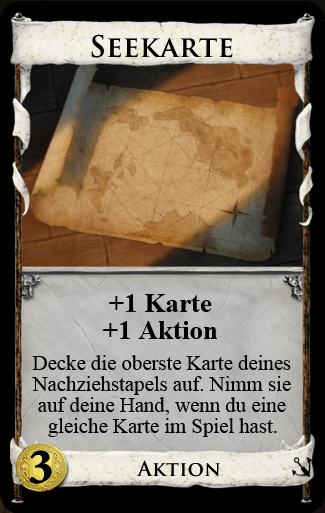 Seekarte
+1 Karte
+1 Aktion
Decke die oberste Karte deines
Nachziehstapels auf. Nimm sie
auf deine Hand, wenn du eine
gleiche Karte im Spiel hast.
3
Aktion